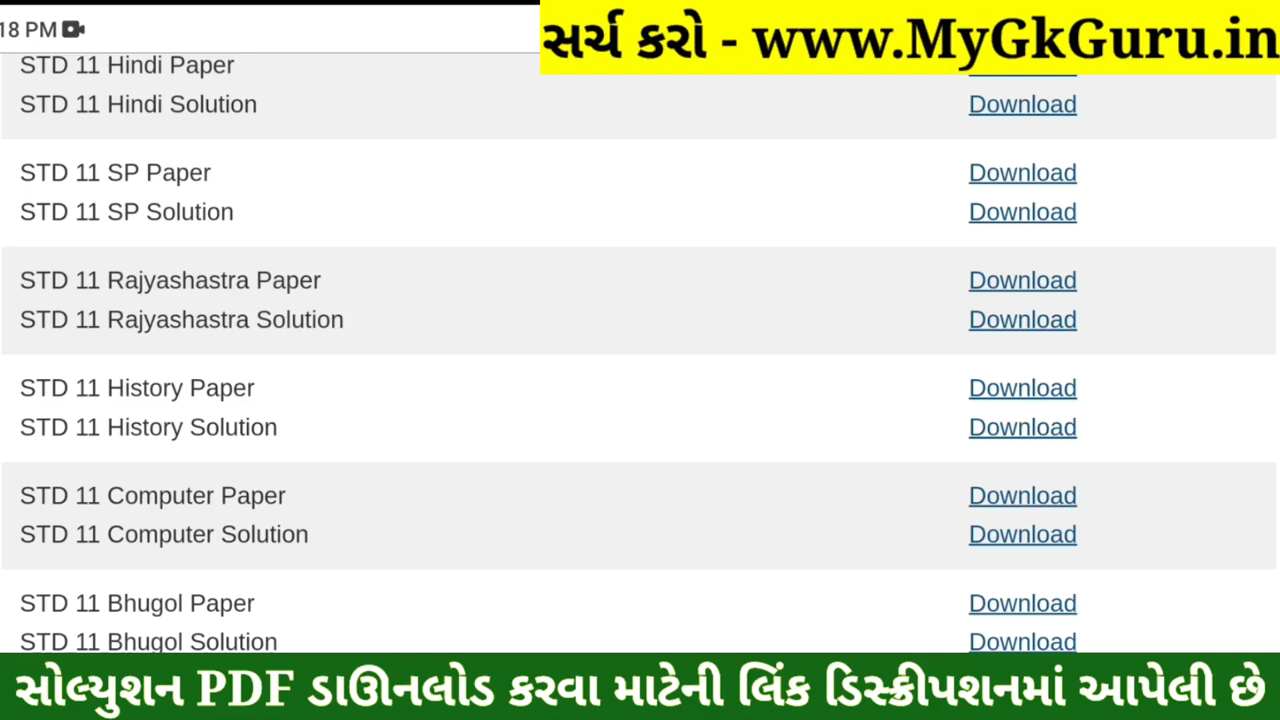 18 PM
સર્ચ કરો - www.MyGkGuru.in
STD 11 Hindi Paper
STD 11 Hindi Solution Download
STD 11 SP Paper Download
STD 11 SP Solution Download
STD 11 Rajyashastra Paper Download
STD 11 Rajyashastra Solution Download
STD 11 History Paper Download
STD 11 History Solution Download
STD 11 Computer Paper Download
STD 11 Computer Solution Download
STD 11 Bhugol Paper Download
STD 11 Bhugol Solution Download
સોલ્યુશન PDF ડાઊનલોડ કરવા માટેની લિંક ડિસ્ક્રીપશનમાં આપેલી છે